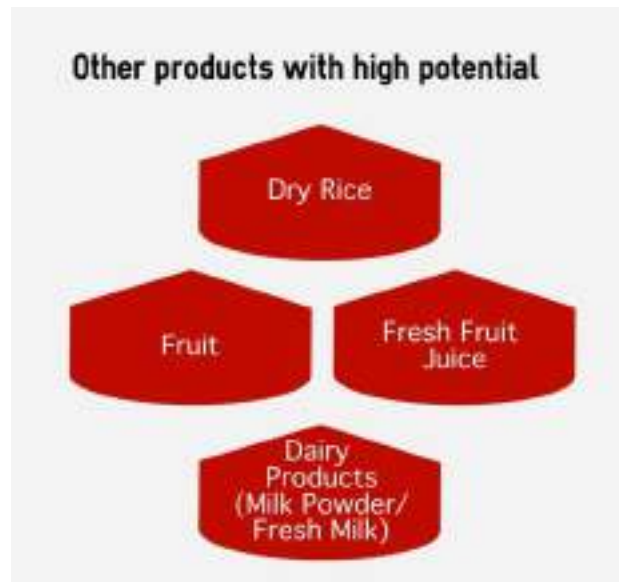 Other products with high potential
Dry Rice
Fruit
Fresh Fruit
Juice
Dairy
Products
(Milk Powder/
Fresh Milk)